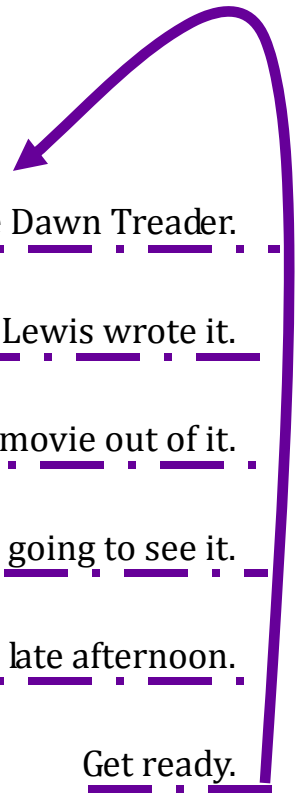 Dawn Treader.
Lewis wrote it.
movie out of it.
going to see it.
late afternoon.
Get ready.